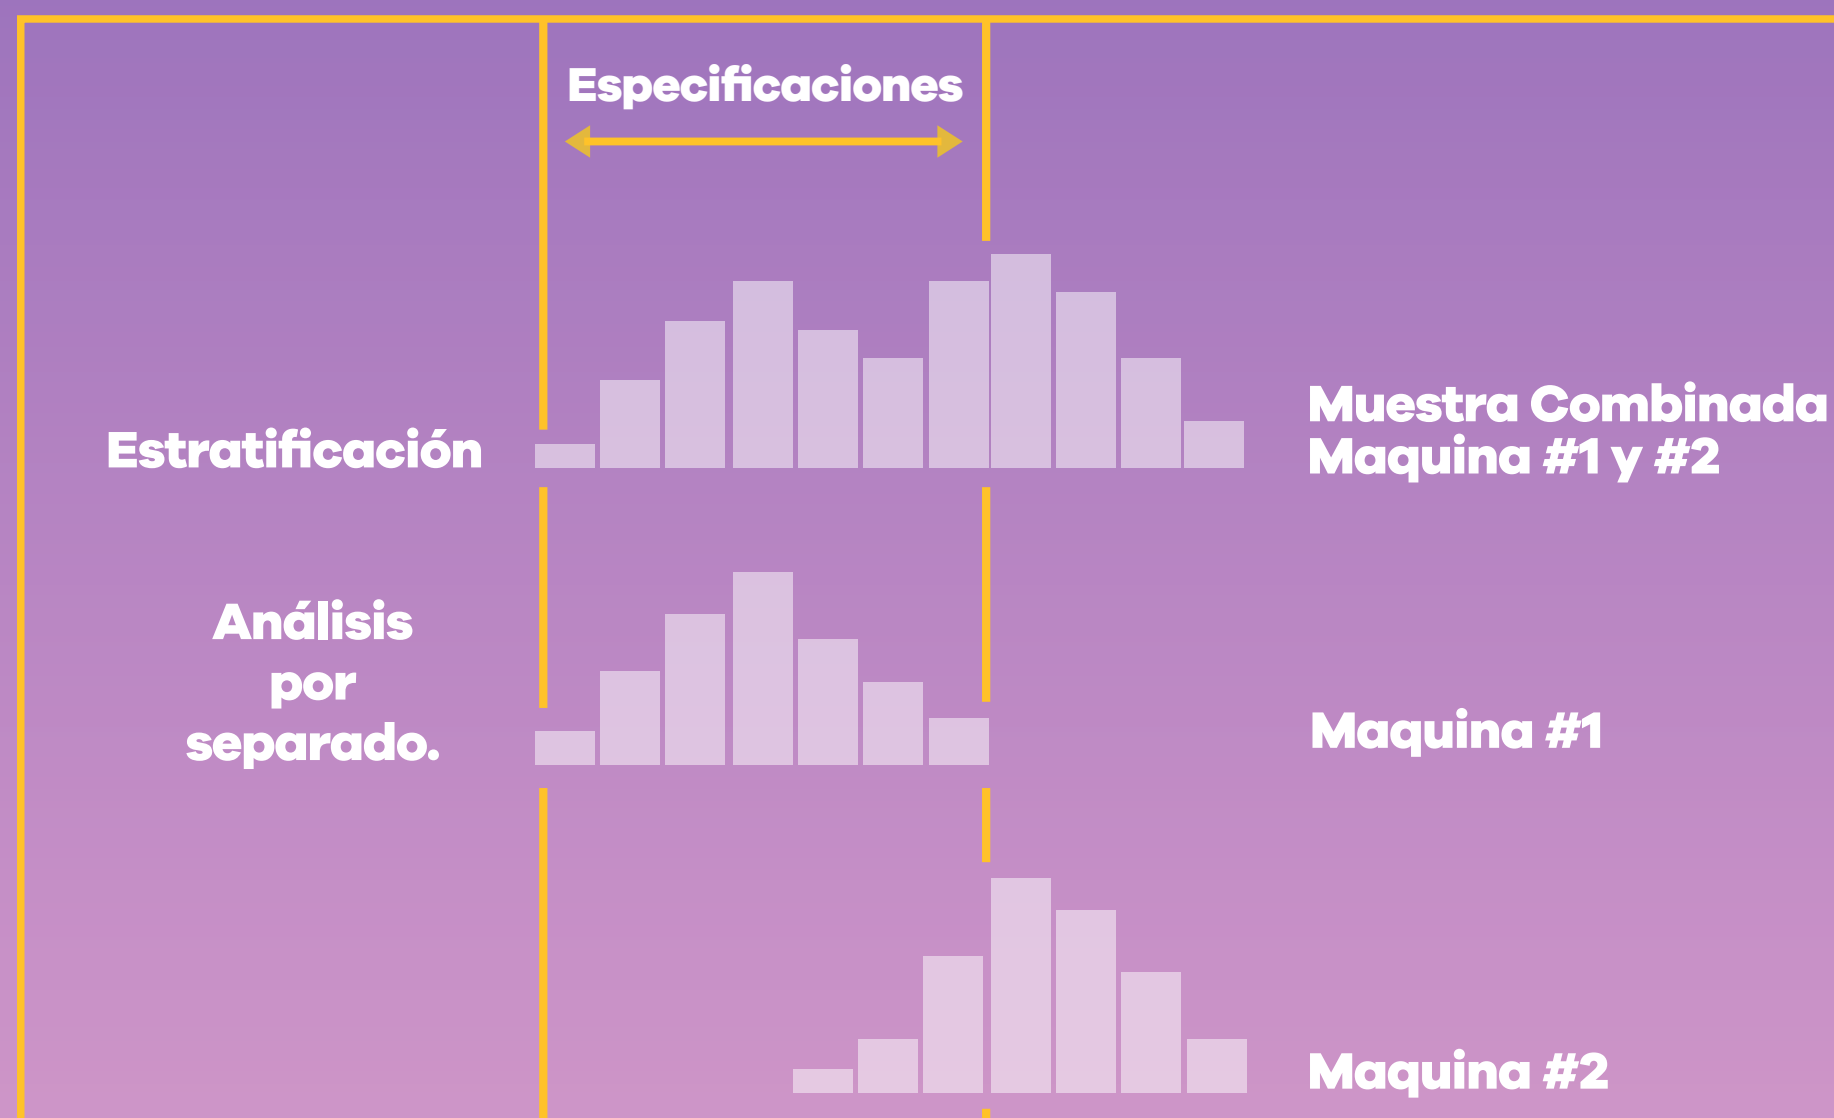 Especificaciones
Estratificación
Muestra Combinada
Maquina #1 y #2
Análisis
por
separado.
Maquina #1
Maquina #2